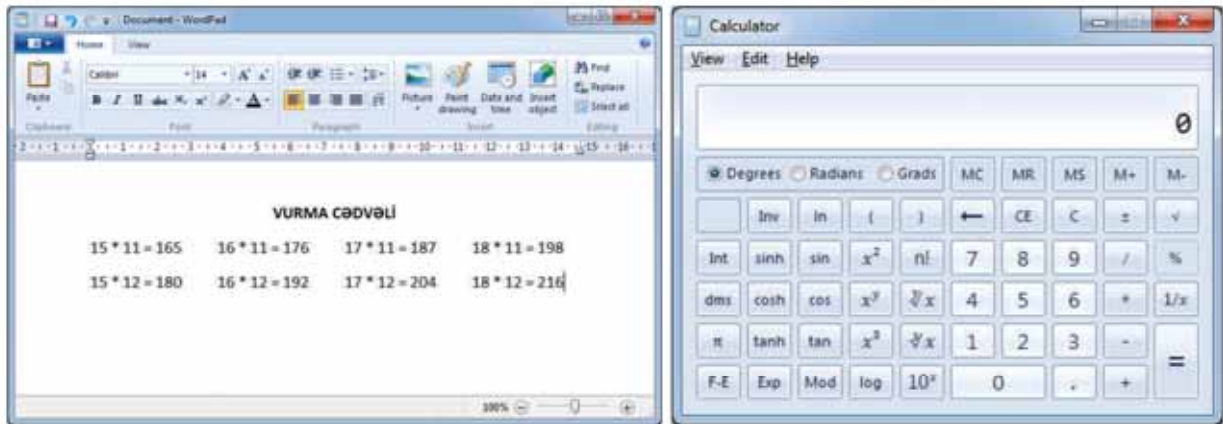 Document - WordPad
Home View
Paste
Calibri 14
Picture Paint drawing Date and time Insert object
Find
Replace
Select all
Clipboard Font Paragraph Insert Editing
VURMA CƏDVƏLİ
15 * 11 = 165 16 * 11 = 176 17 * 11 = 187 18 * 11 = 198
15 * 12 = 180 16 * 12 = 192 17 * 12 = 204 18 * 12 = 216
100%
Calculator
View Edit Help
0
Degrees Radians Grads MC MR MS M+ M-
Inv ln ( ) ← CE C ± √
Int sinh sin x² n! 7 8 9 / %
dms cosh cos xʸ ʸ√x 4 5 6 * 1/x
π tanh tan x³ ³√x 1 2 3 - =
F-E Exp Mod log 10ˣ 0 . +